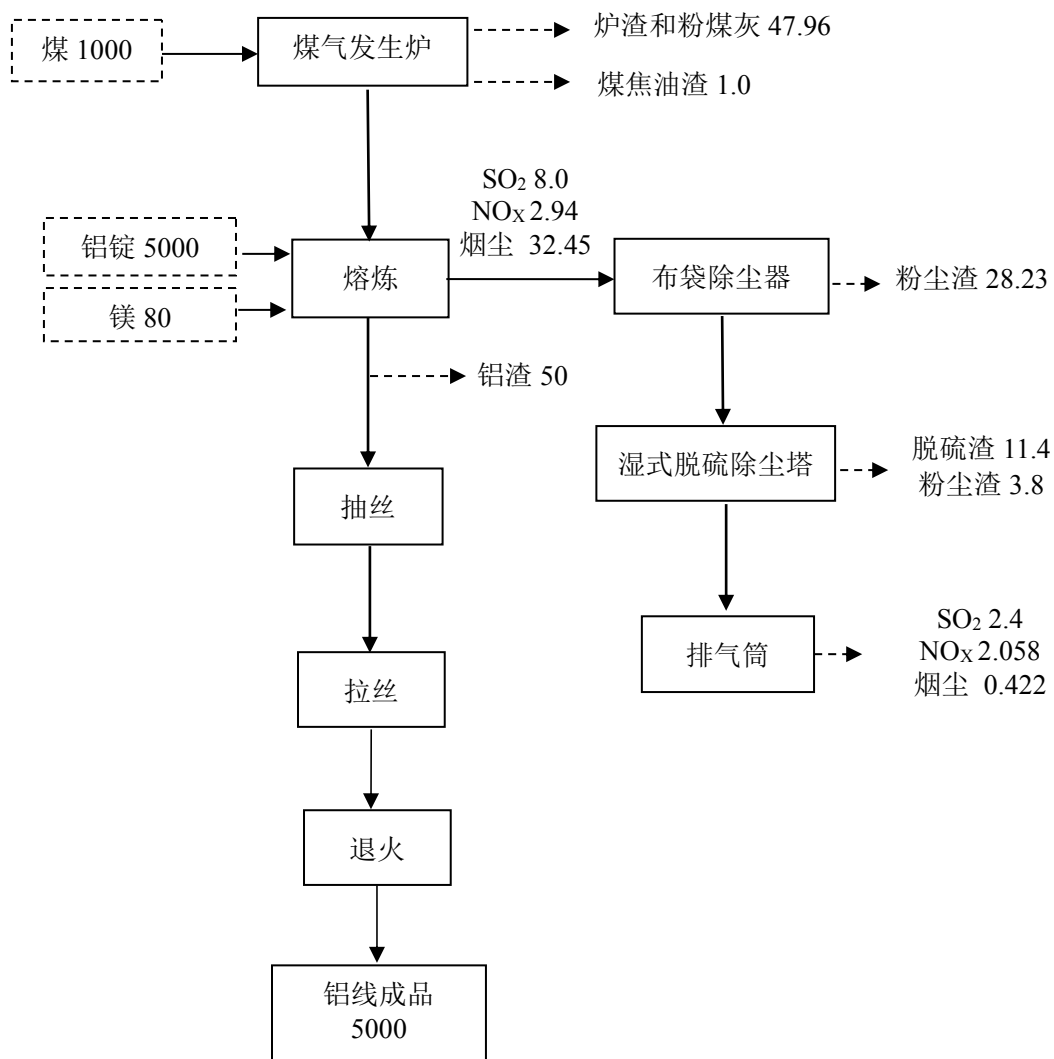 煤 1000
煤气发生炉
炉渣和粉煤灰 47.96
煤焦油渣 1.0
SO₂ 8.0
NOX 2.94
烟尘 32.45
铝锭 5000
镁 80
熔炼
布袋除尘器
粉尘渣 28.23
铝渣 50
湿式脱硫除尘塔
脱硫渣 11.4
粉尘渣 3.8
抽丝
排气筒
SO₂ 2.4
NOX 2.058
烟尘 0.422
拉丝
退火
铝线成品
5000